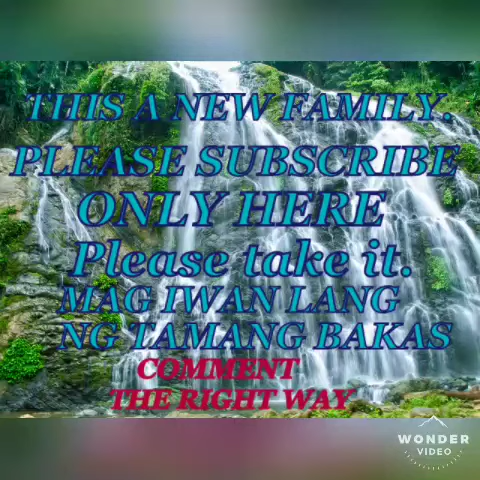 THIS A NEW FAMILY.
PLEASE SUBSCRIBE
ONLY HERE
Please take it.
MAG IWAN LANG
NG TAMANG BAKAS
COMMENT
THE RIGHT WAY
WONDER
VIDEO